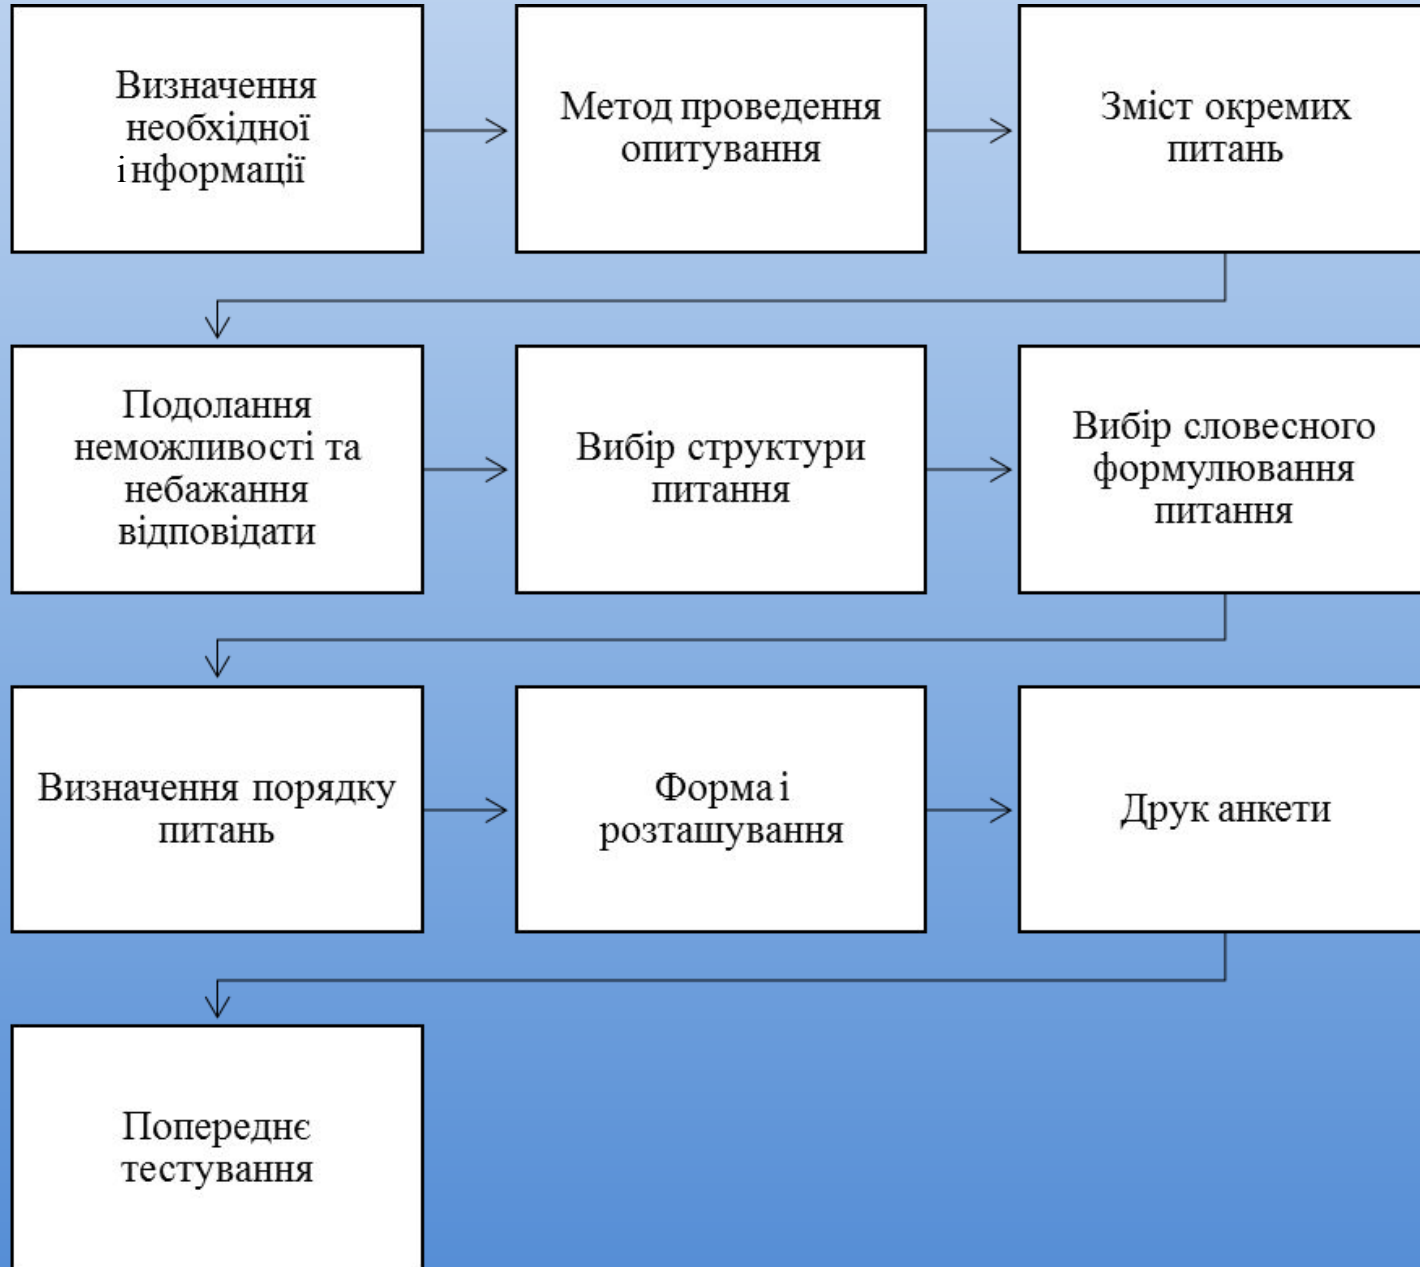 Визначення
необхідної
інформації
Метод проведення
опитування
Зміст окремих
питань
Подолання
неможливості та
небажання
відповідати
Вибір структури
питання
Вибір словесного
формулювання
питання
Визначення порядку
питань
Форма і
розташування
Друк анкети
Попереднє
тестування